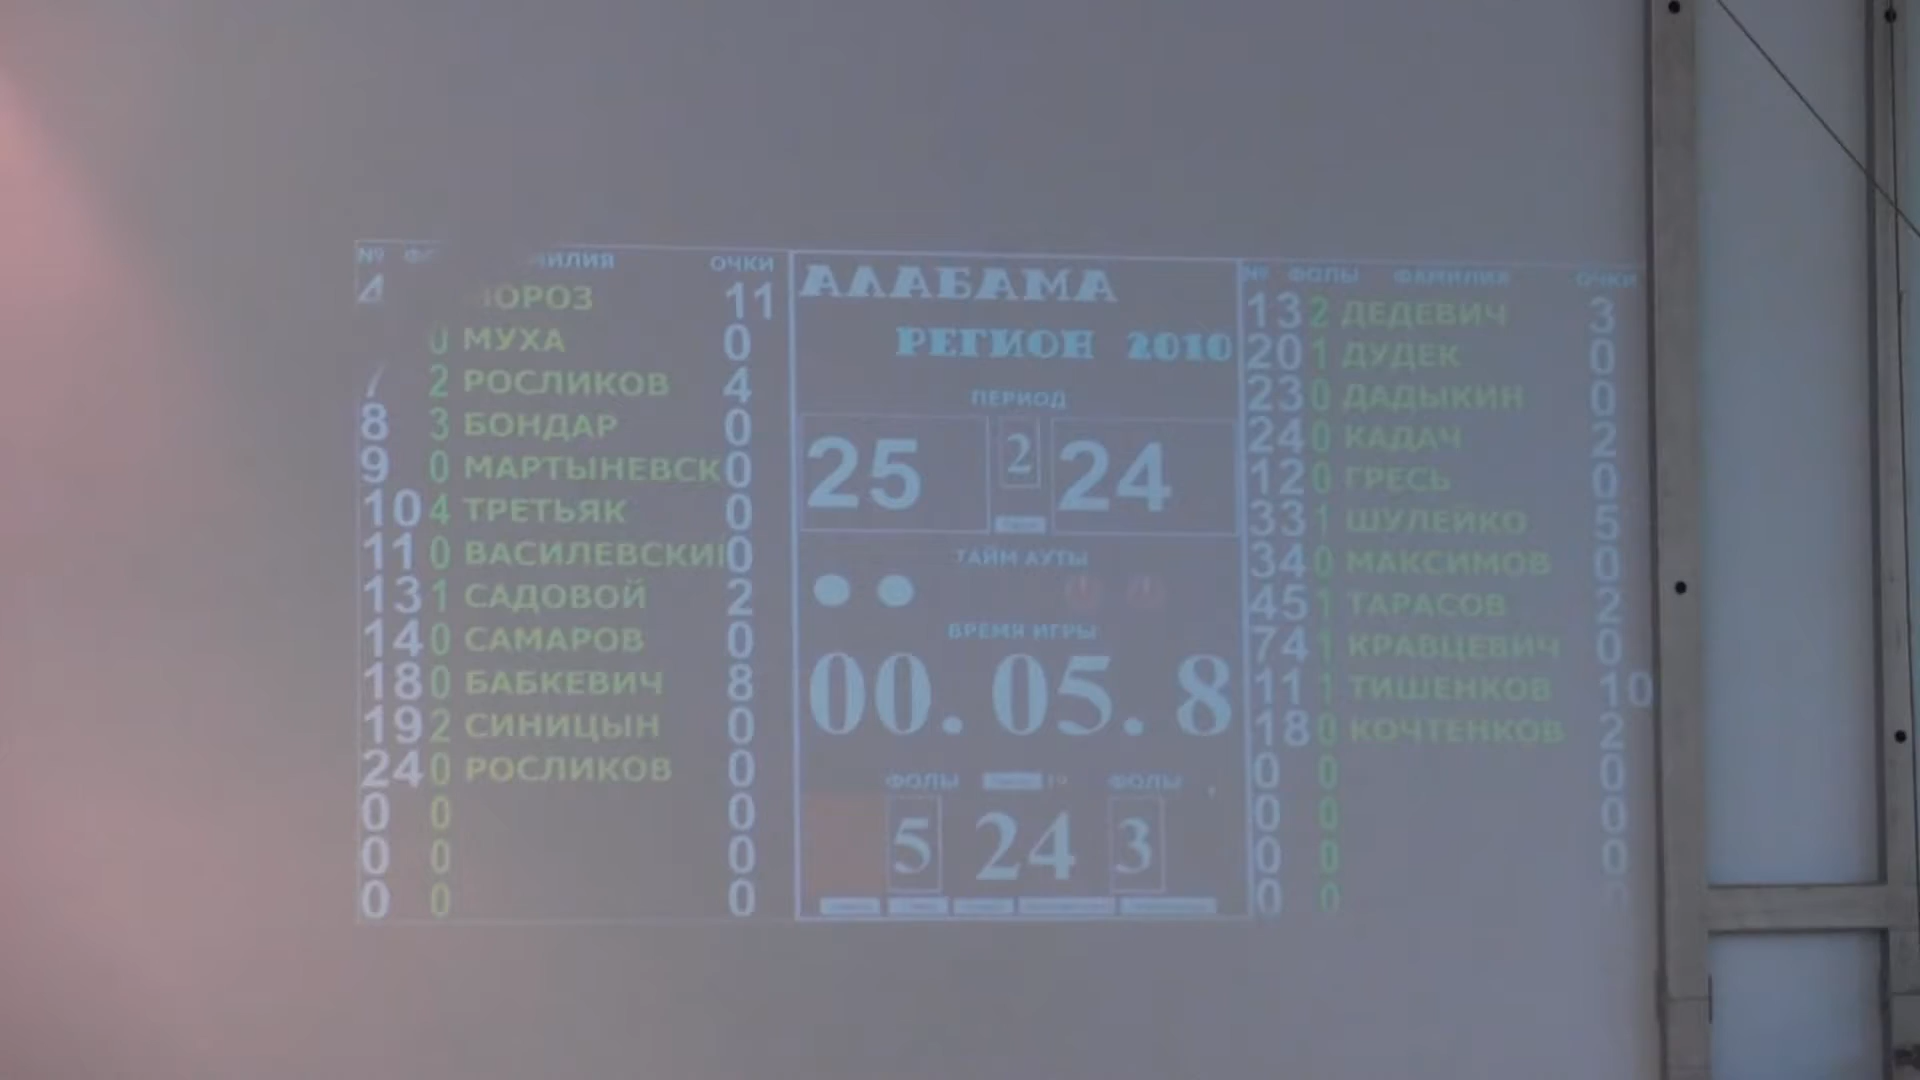 № ОЧКИ
4 ОРОЗ 11
0 МУХА 0
7 2 РОСЛИКОВ 4
8 3 БОНДАР 0
9 0 МАРТЫНЕВСК 0
10 4 ТРЕТЬЯК 0
11 0 ВАСИЛЕВСКИЙ 0
13 1 САДОВОЙ 2
14 0 САМАРОВ 0
18 0 БАБКЕВИЧ 8
19 2 СИНИЦЫН 0
24 0 РОСЛИКОВ 0
0 0 0
0 0 0
0 0 0
АЛАБАМА
РЕГИОН 2010
ПЕРИОД
25 2 24
ТАЙМ АУТЫ
ВРЕМЯ ИГРЫ
00.05.8
ФОЛЫ ФОЛЫ
5 24 3
№ ФОЛЫ ФАМИЛИЯ ОЧКИ
13 2 ДЕДЕВИЧ 3
20 1 ДУДЕК 0
23 0 ДАДЫКИН 0
24 0 КАДАЧ 2
12 0 ГРЕСЬ 0
33 1 ШУЛЕЙКО 5
34 0 МАКСИМОВ 0
45 1 ТАРАСОВ 2
74 1 КРАВЦЕВИЧ 0
11 1 ТИШЕНКОВ 10
18 0 КОЧТЕНКОВ 2
0 0 0
0 0 0
0 0 0
0 0